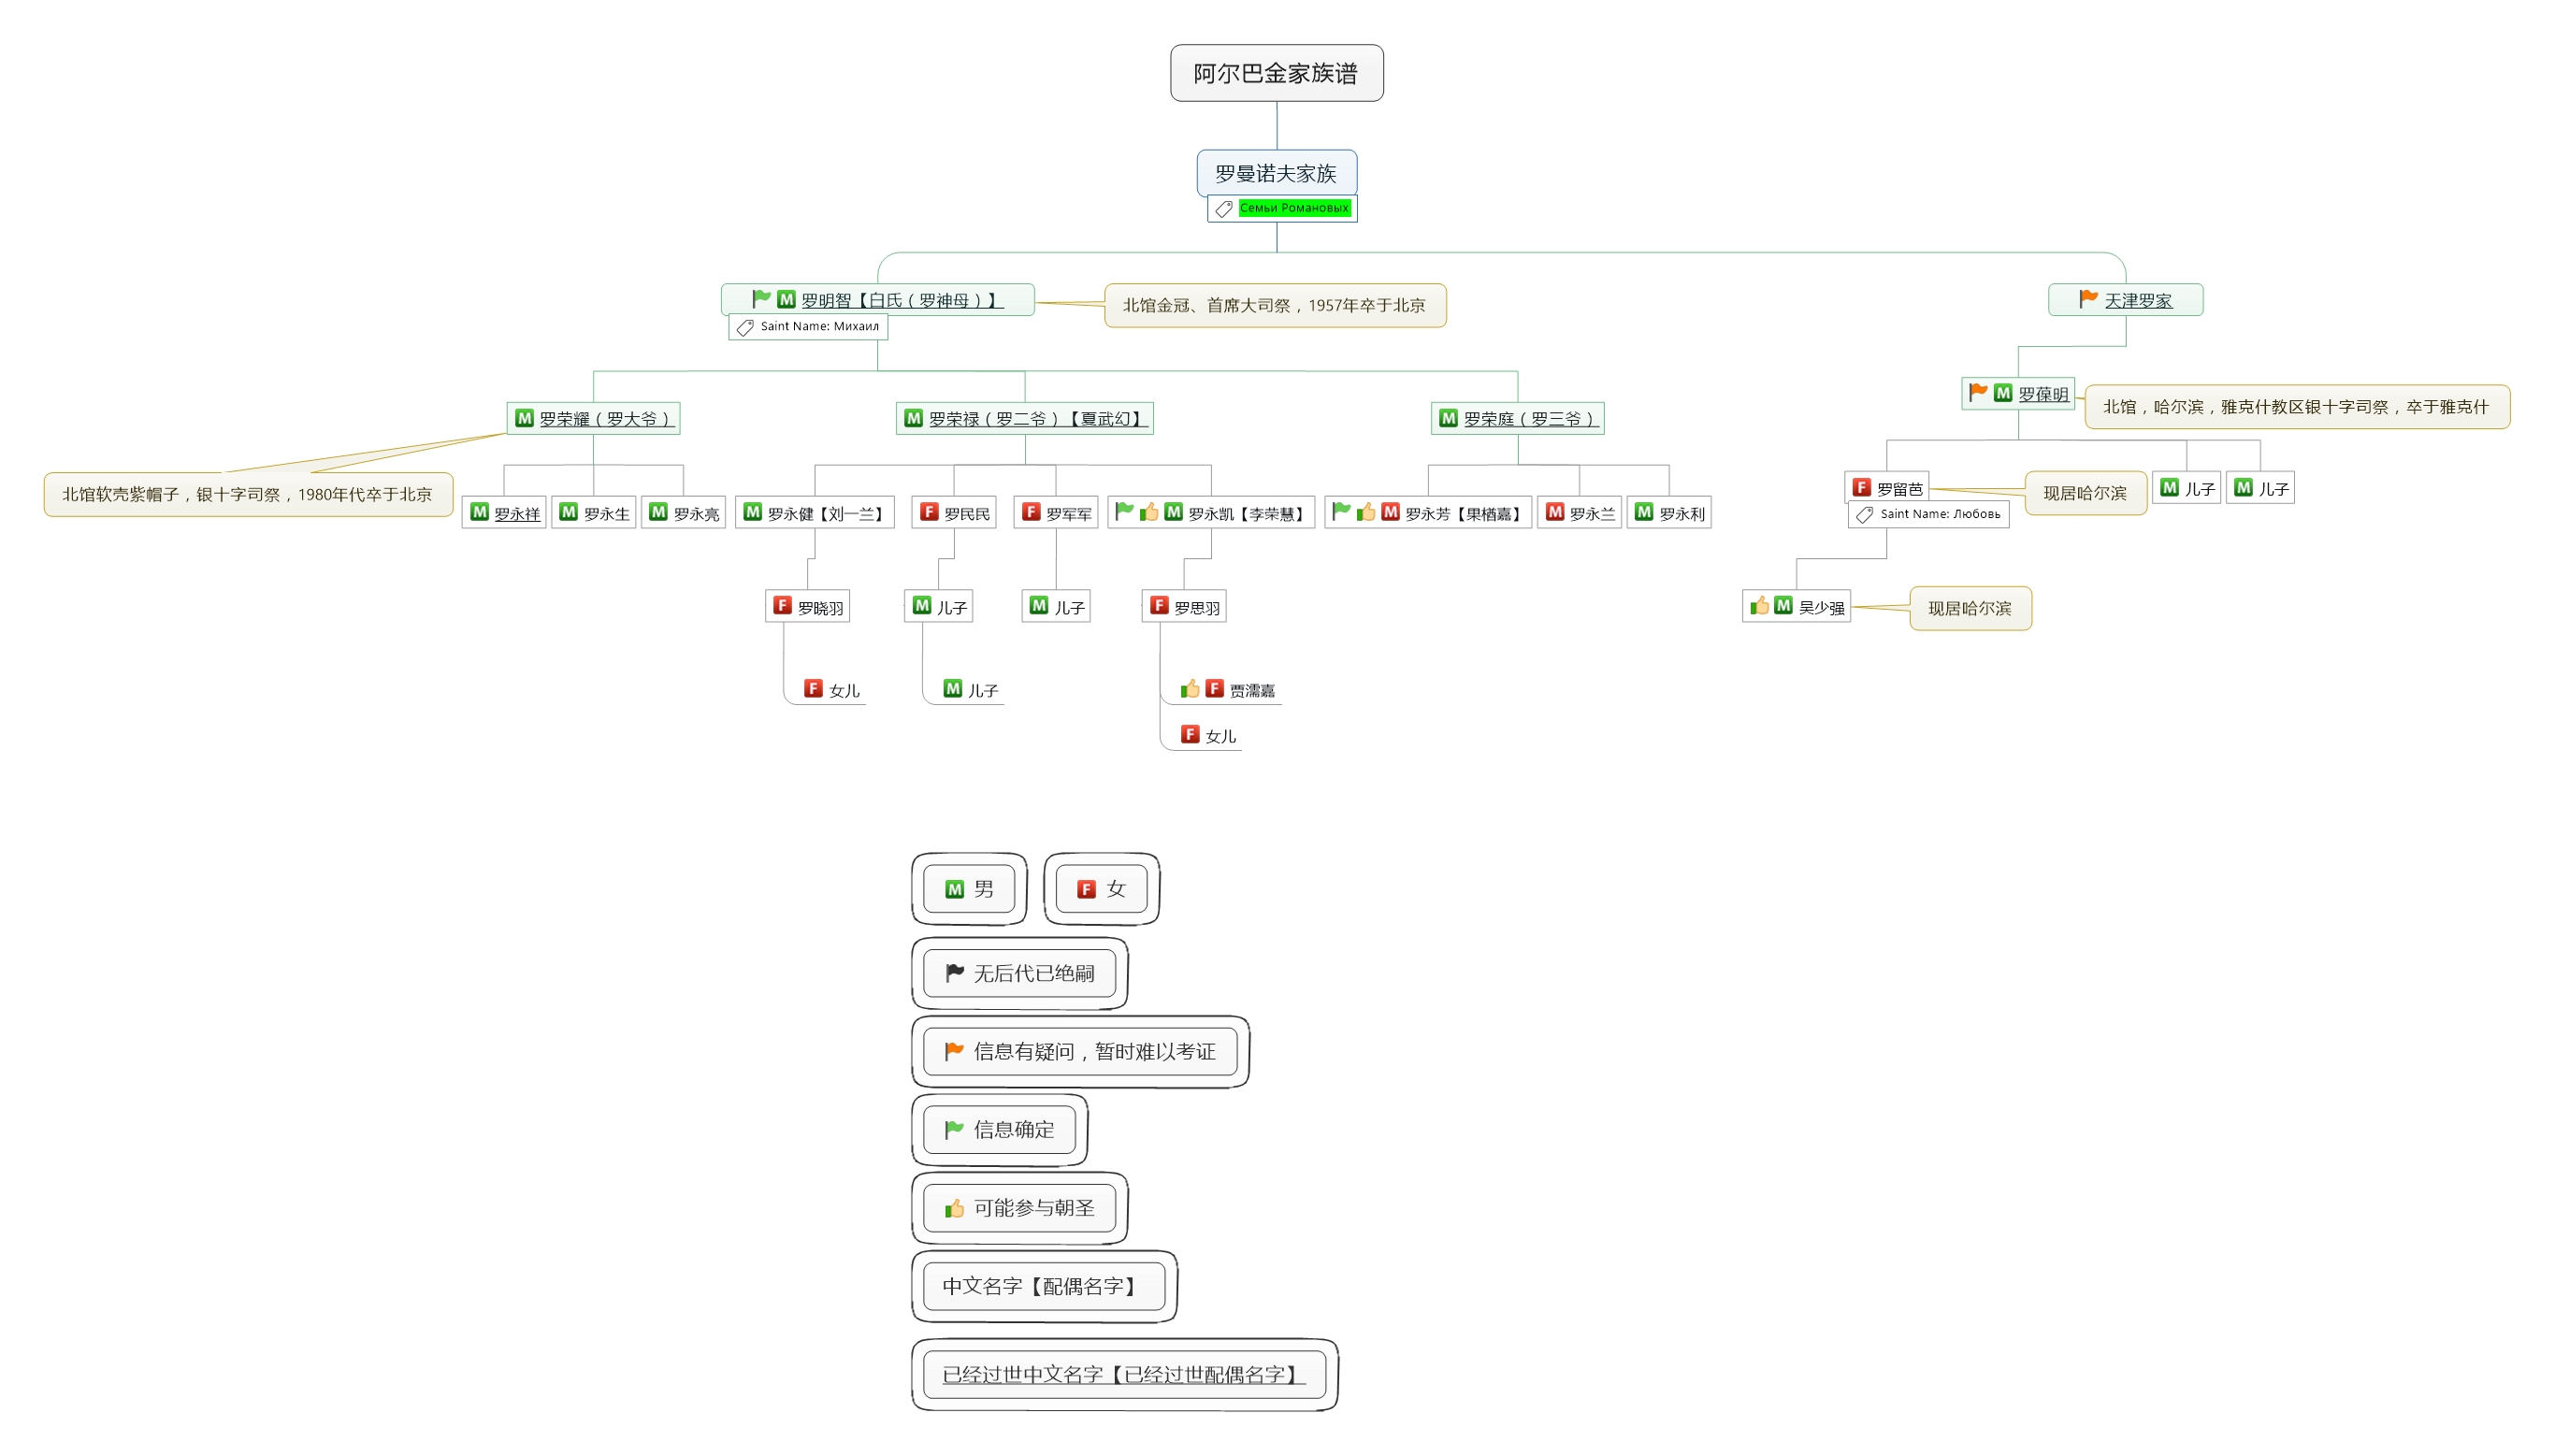 阿尔巴金家族谱
罗曼诺夫家族
Семьи Романовых
罗明智【白氏（罗神母）】
Saint Name: Михаил
北馆金冠、首席大司祭，1957年卒于北京
天津罗家
罗葆明
北馆，哈尔滨，雅克什教区银十字司祭，卒于雅克什
M 罗荣耀（罗大爷）
M 罗荣禄（罗二爷）【夏武幻】
M 罗荣庭（罗三爷）
北馆软壳紫帽子，银十字司祭，1980年代卒于北京
M 罗永祥
M 罗永生
M 罗永亮
M 罗永健【刘一兰】
F 罗民民
F 罗军军
M 罗永凯【李荣慧】
M 罗永芳【果楢嘉】
M 罗永兰
M 罗永利
F 罗留芭
Saint Name: Любовь
现居哈尔滨
M 儿子
M 儿子
F 罗晓羽
M 儿子
M 儿子
F 罗思羽
M 吴少强
现居哈尔滨
F 女儿
M 儿子
F 贾濡嘉
F 女儿
M 男
F 女
无后代已绝嗣
信息有疑问，暂时难以考证
信息确定
可能参与朝圣
中文名字【配偶名字】
已经过世中文名字【已经过世配偶名字】